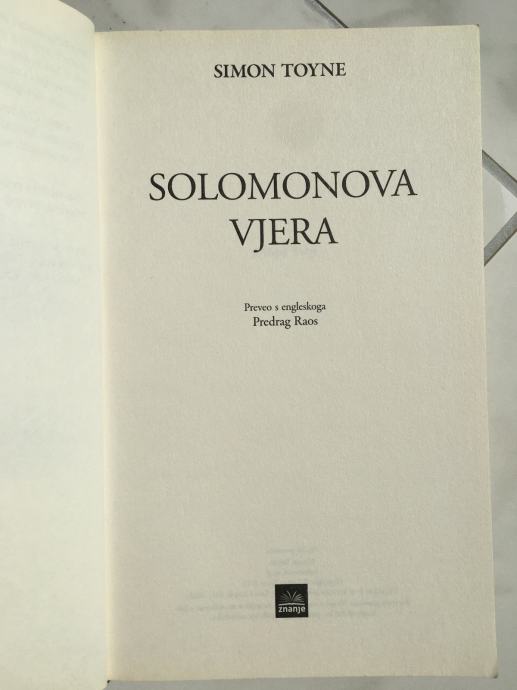 SIMON TOYNE
SOLOMONOVA
VJERA
Preveo s engleskoga
Predrag Raos
znanje